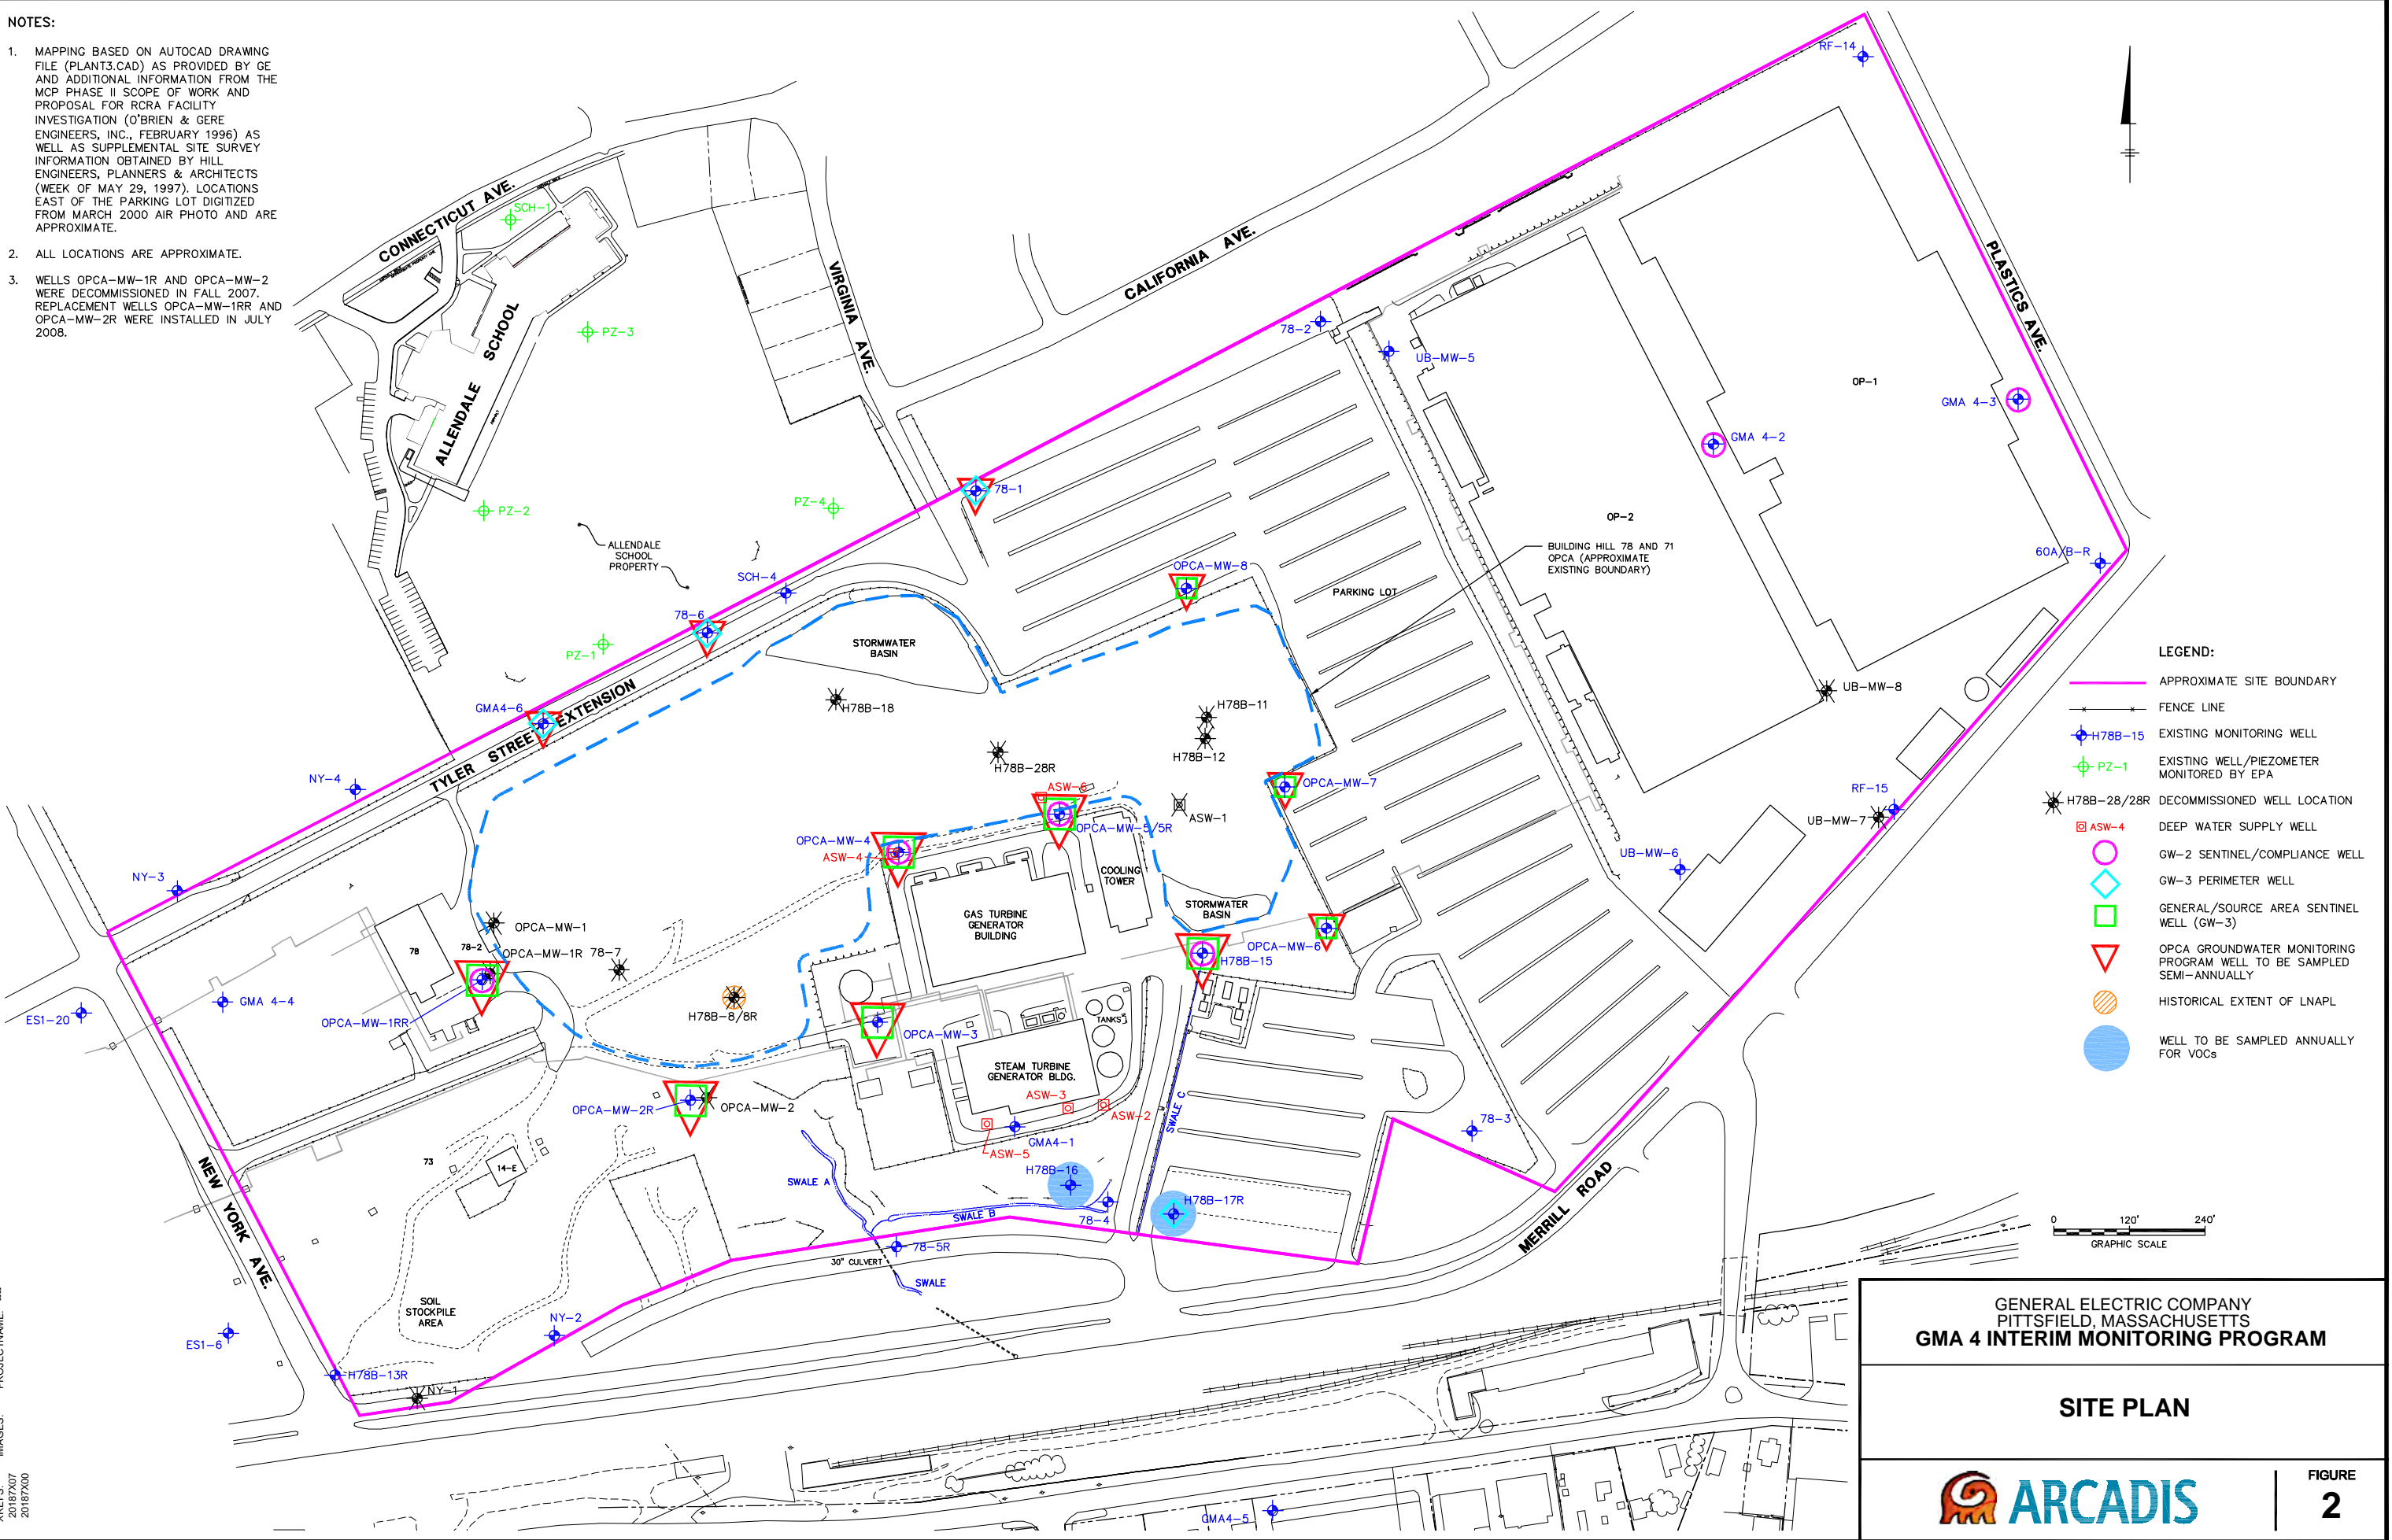 NOTES:
1. MAPPING BASED ON AUTOCAD DRAWING
FILE (PLANT3.CAD) AS PROVIDED BY GE
AND ADDITIONAL INFORMATION FROM THE
MCP PHASE II SCOPE OF WORK AND
PROPOSAL FOR RCRA FACILITY
INVESTIGATION (O'BRIEN & GERE
ENGINEERS, INC., FEBRUARY 1996) AS
WELL AS SUPPLEMENTAL SITE SURVEY
INFORMATION OBTAINED BY HILL
ENGINEERS, PLANNERS & ARCHITECTS
(WEEK OF MAY 29, 1997). LOCATIONS
EAST OF THE PARKING LOT DIGITIZED
FROM MARCH 2000 AIR PHOTO AND ARE
APPROXIMATE.
2. ALL LOCATIONS ARE APPROXIMATE.
3. WELLS OPCA-MW-1R AND OPCA-MW-2
WERE DECOMMISSIONED IN FALL 2007.
REPLACEMENT WELLS OPCA-MW-1RR AND
OPCA-MW-2R WERE INSTALLED IN JULY
2008.
CONNECTICUT AVE.
SCH-1
ALLENDALE SCHOOL
PZ-3
PZ-2
PZ-4
PZ-1
ALLENDALE
SCHOOL
PROPERTY
VIRGINIA AVE.
CALIFORNIA AVE.
PLASTICS AVE.
RF-14
78-2
UB-MW-5
OP-1
GMA 4-3
GMA 4-2
OP-2
78-1
BUILDING HILL 78 AND 71
OPCA (APPROXIMATE
EXISTING BOUNDARY)
60A/B-R
PARKING LOT
OPCA-MW-8
SCH-4
78-6
STORMWATER
BASIN
GMA4-6
TYLER STREET EXTENSION
H78B-18
H78B-11
H78B-12
H78B-28R
UB-MW-8
NY-4
ASW-6
OPCA-MW-7
ASW-1
OPCA-MW-5/5R
RF-15
UB-MW-7
UB-MW-6
OPCA-MW-4
ASW-4
COOLING
TOWER
NY-3
GAS TURBINE
GENERATOR
BUILDING
STORMWATER
BASIN
OPCA-MW-6
H78B-15
78
78-2
OPCA-MW-1
OPCA-MW-1R
78-7
OPCA-MW-1RR
GMA 4-4
ES1-20
H78B-8/8R
OPCA-MW-3
TANKS
STEAM TURBINE
GENERATOR BLDG.
ASW-3
ASW-2
ASW-5
GMA4-1
OPCA-MW-2R
OPCA-MW-2
SWALE C
78-3
73
14-E
H78B-16
H78B-17R
SWALE A
SWALE B
78-4
78-5R
30" CULVERT
SWALE
NEW YORK AVE.
MERRILL ROAD
SOIL
STOCKPILE
AREA
NY-2
ES1-6
H78B-13R
NY-1
GMA4-5
LEGEND:
APPROXIMATE SITE BOUNDARY
FENCE LINE
H78B-15 EXISTING MONITORING WELL
PZ-1 EXISTING WELL/PIEZOMETER
MONITORED BY EPA
H78B-28/28R DECOMMISSIONED WELL LOCATION
ASW-4 DEEP WATER SUPPLY WELL
GW-2 SENTINEL/COMPLIANCE WELL
GW-3 PERIMETER WELL
GENERAL/SOURCE AREA SENTINEL
WELL (GW-3)
OPCA GROUNDWATER MONITORING
PROGRAM WELL TO BE SAMPLED
SEMI-ANNUALLY
HISTORICAL EXTENT OF LNAPL
WELL TO BE SAMPLED ANNUALLY
FOR VOCs
0 120' 240'
GRAPHIC SCALE
GENERAL ELECTRIC COMPANY
PITTSFIELD, MASSACHUSETTS
GMA 4 INTERIM MONITORING PROGRAM
SITE PLAN
ARCADIS
FIGURE
2
IMAGES:
PROJECTNAME:
20187X07
20187X00